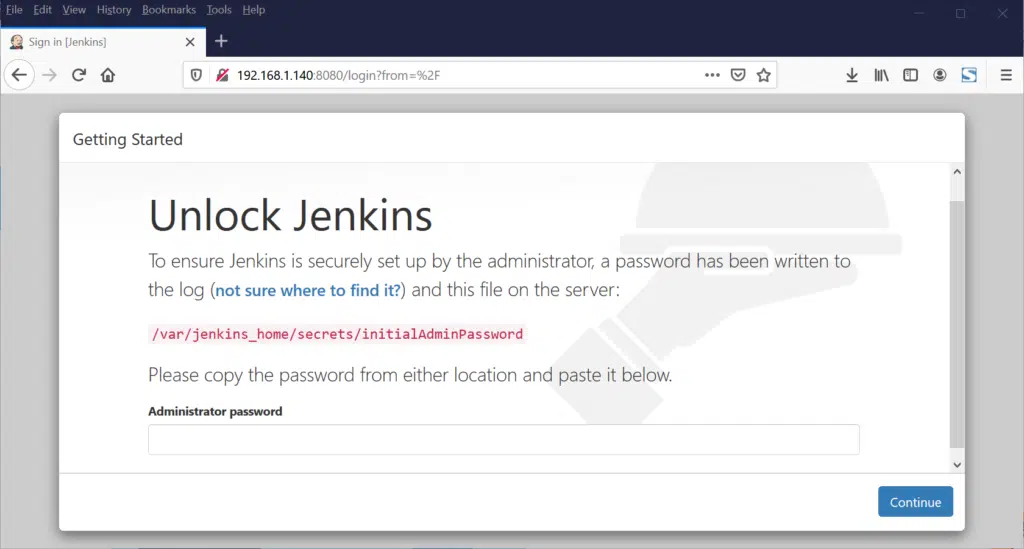 File Edit View History Bookmarks Tools Help
Sign in [Jenkins]
192.168.1.140:8080/login?from=%2F
Getting Started
Unlock Jenkins
To ensure Jenkins is securely set up by the administrator, a password has been written to
the log (not sure where to find it?) and this file on the server:
/var/jenkins_home/secrets/initialAdminPassword
Please copy the password from either location and paste it below.
Administrator password
Continue